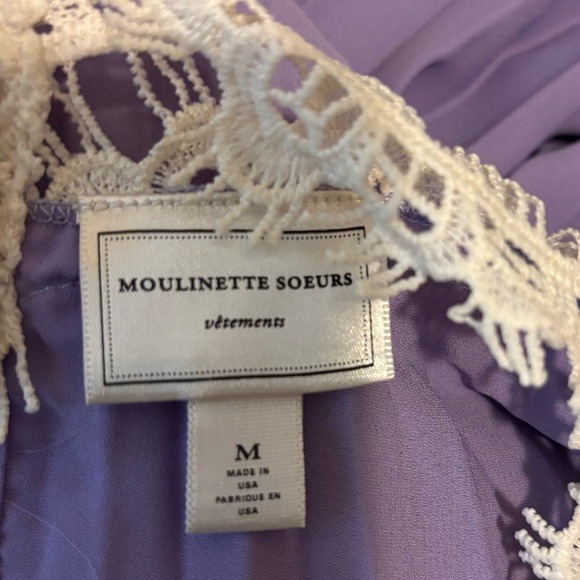 MOULINETTE SOEURS
vêtements
M
MADE IN
USA
FABRIQUE EN
USA